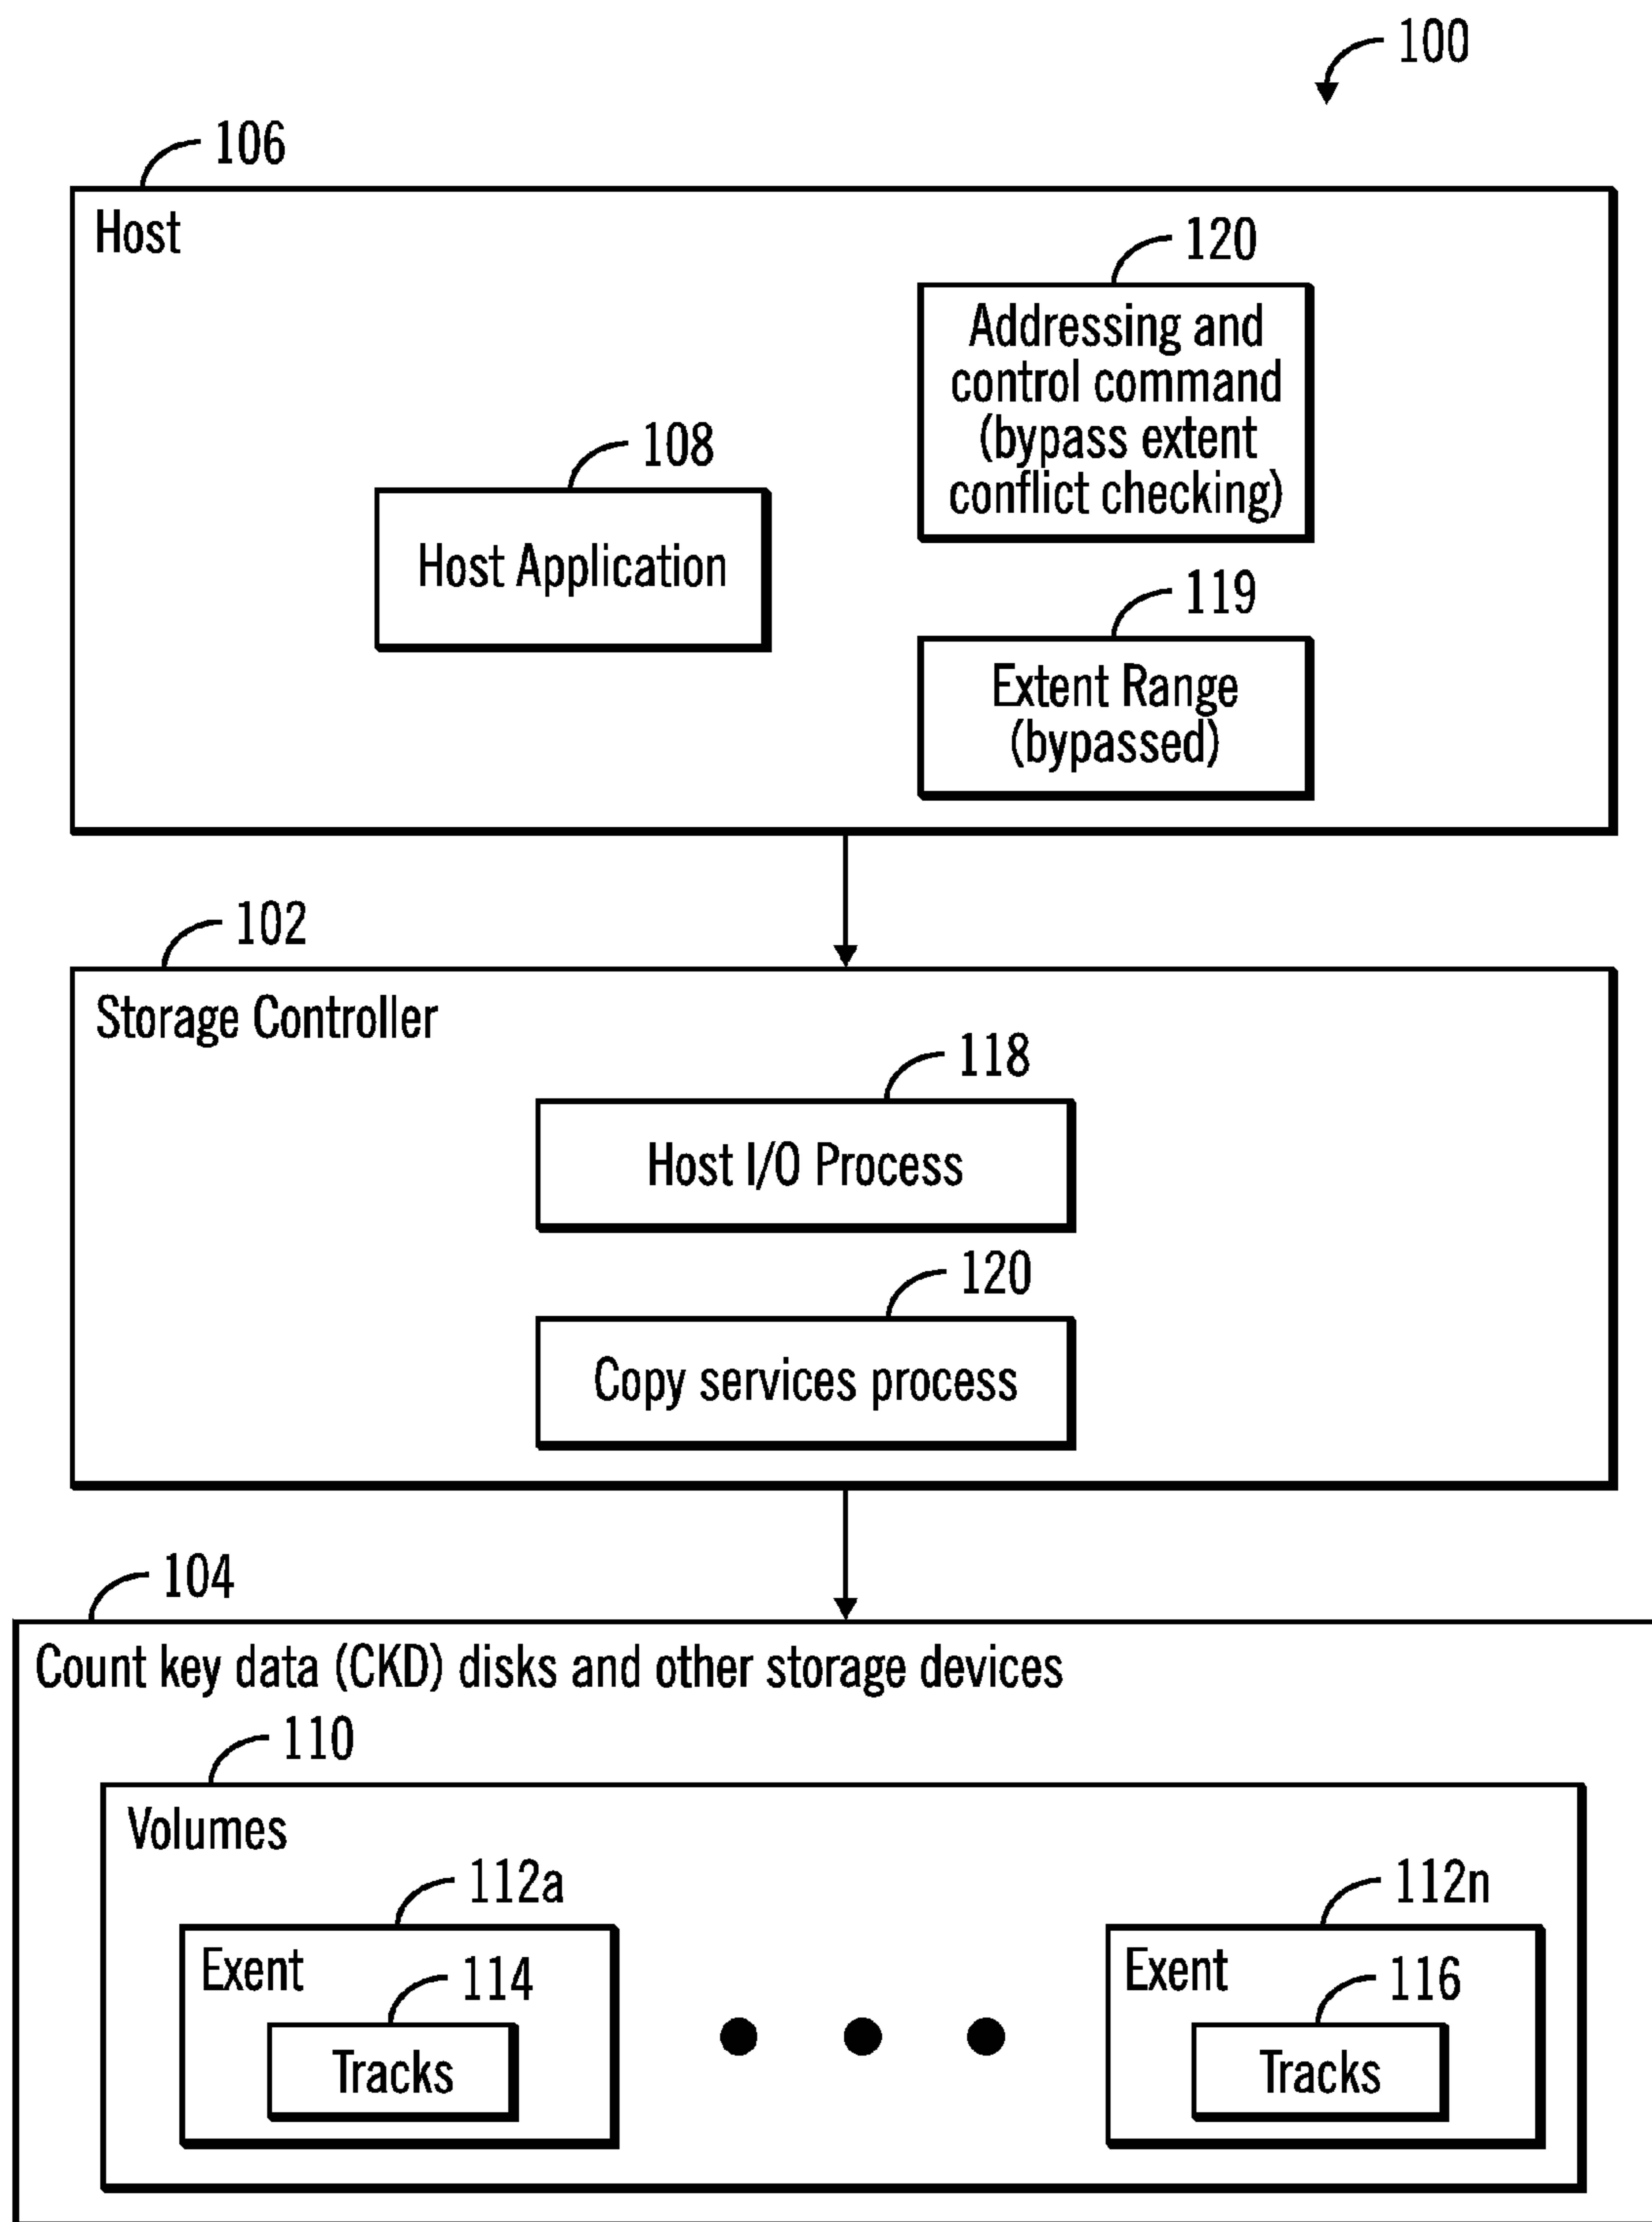 100
106
Host
120
Addressing and
control command
(bypass extent
conflict checking)
108
Host Application
119
Extent Range
(bypassed)
102
Storage Controller
118
Host I/O Process
120
Copy services process
104
Count key data (CKD) disks and other storage devices
110
Volumes
112a
Exent
114
Tracks
112n
Exent
116
Tracks